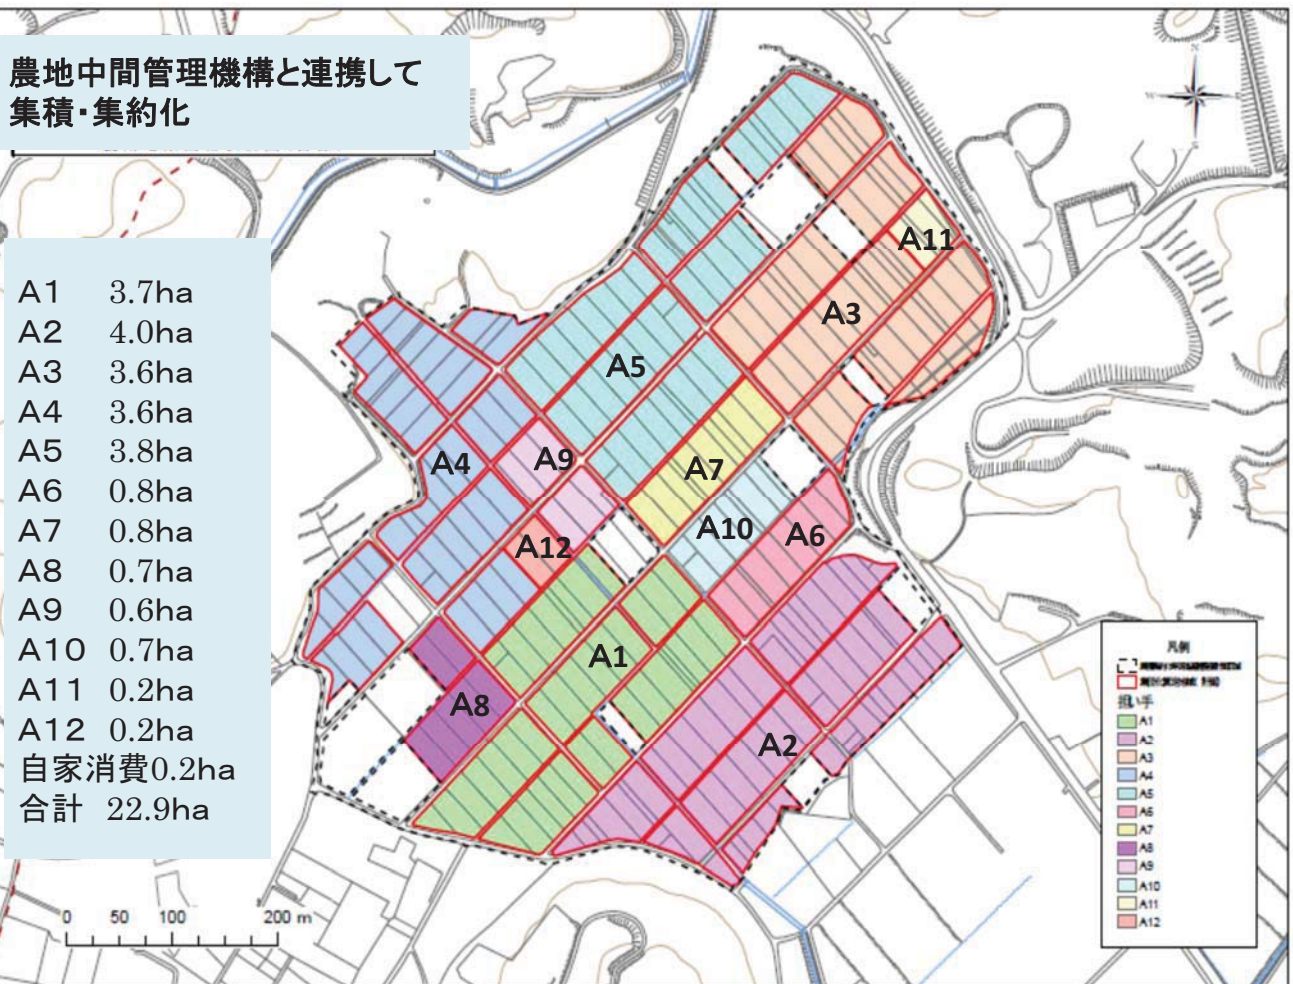 農地中間管理機構と連携して
集積・集約化
A1 3.7ha
A2 4.0ha
A3 3.6ha
A4 3.6ha
A5 3.8ha
A6 0.8ha
A7 0.8ha
A8 0.7ha
A9 0.6ha
A10 0.7ha
A11 0.2ha
A12 0.2ha
自家消費0.2ha
合計 22.9ha
N
W
A11
A3
A5
A9
A4
A7
A10
A6
A12
A1
A8
A2
0 50 100 200 m
凡例
担い手
A1
A2
A3
A4
A5
A6
A7
A8
A9
A10
A11
A12